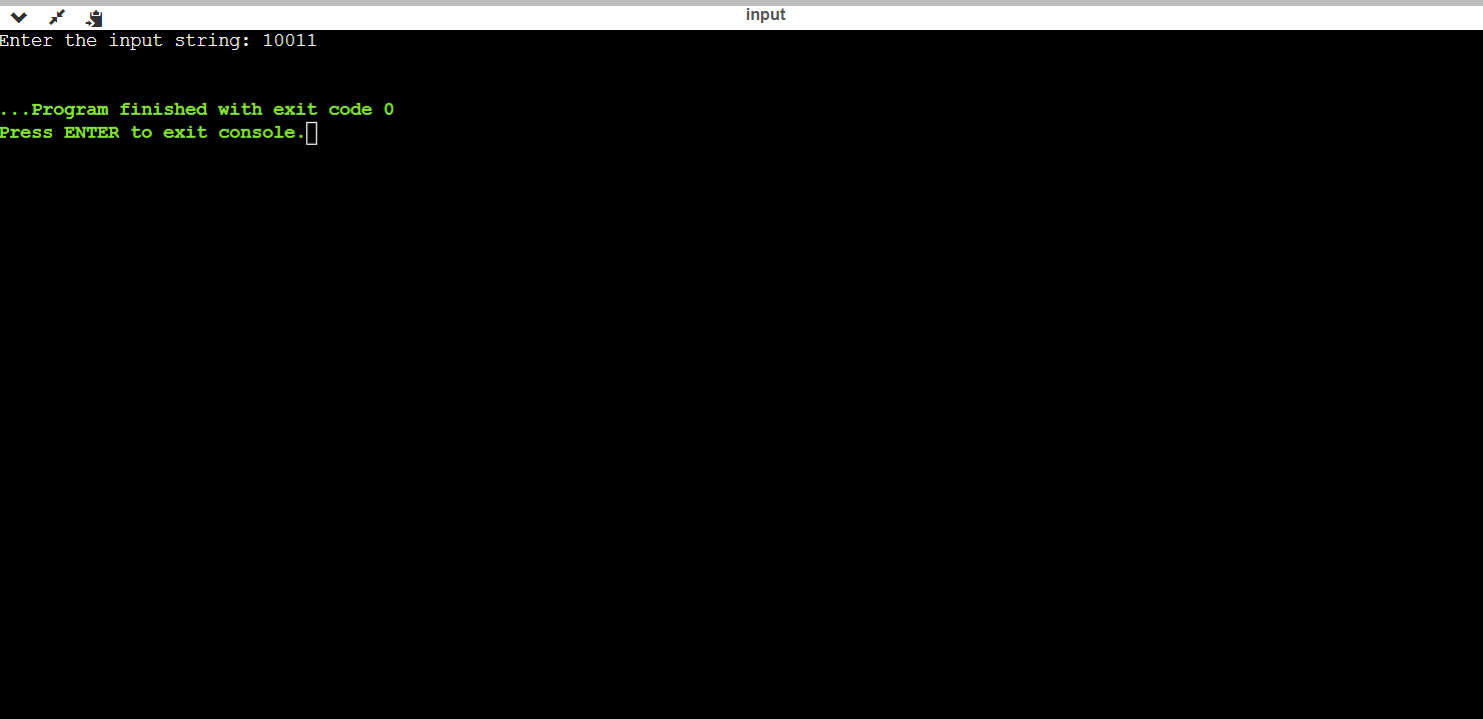 input
Enter the input string: 10011
...Program finished with exit code 0
Press ENTER to exit console.